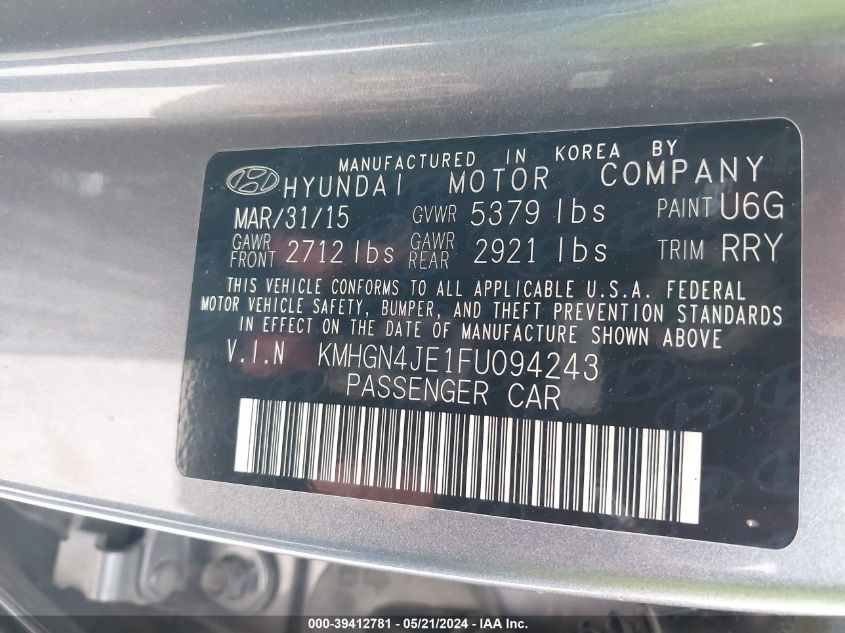 MANUFACTURED IN KOREA BY
HYUNDAI MOTOR COMPANY
MAR/31/15 GVWR 5379 lbs PAINT U6G
GAWR FRONT 2712 lbs GAWR REAR 2921 lbs TRIM RRY
THIS VEHICLE CONFORMS TO ALL APPLICABLE U.S.A. FEDERAL
MOTOR VEHICLE SAFETY, BUMPER, AND THEFT PREVENTION STANDARDS
IN EFFECT ON THE DATE OF MANUFACTURE SHOWN ABOVE
V.I.N KMHGN4JE1FU094243
PASSENGER CAR
000-39412781 - 05/21/2024 - IAA Inc.